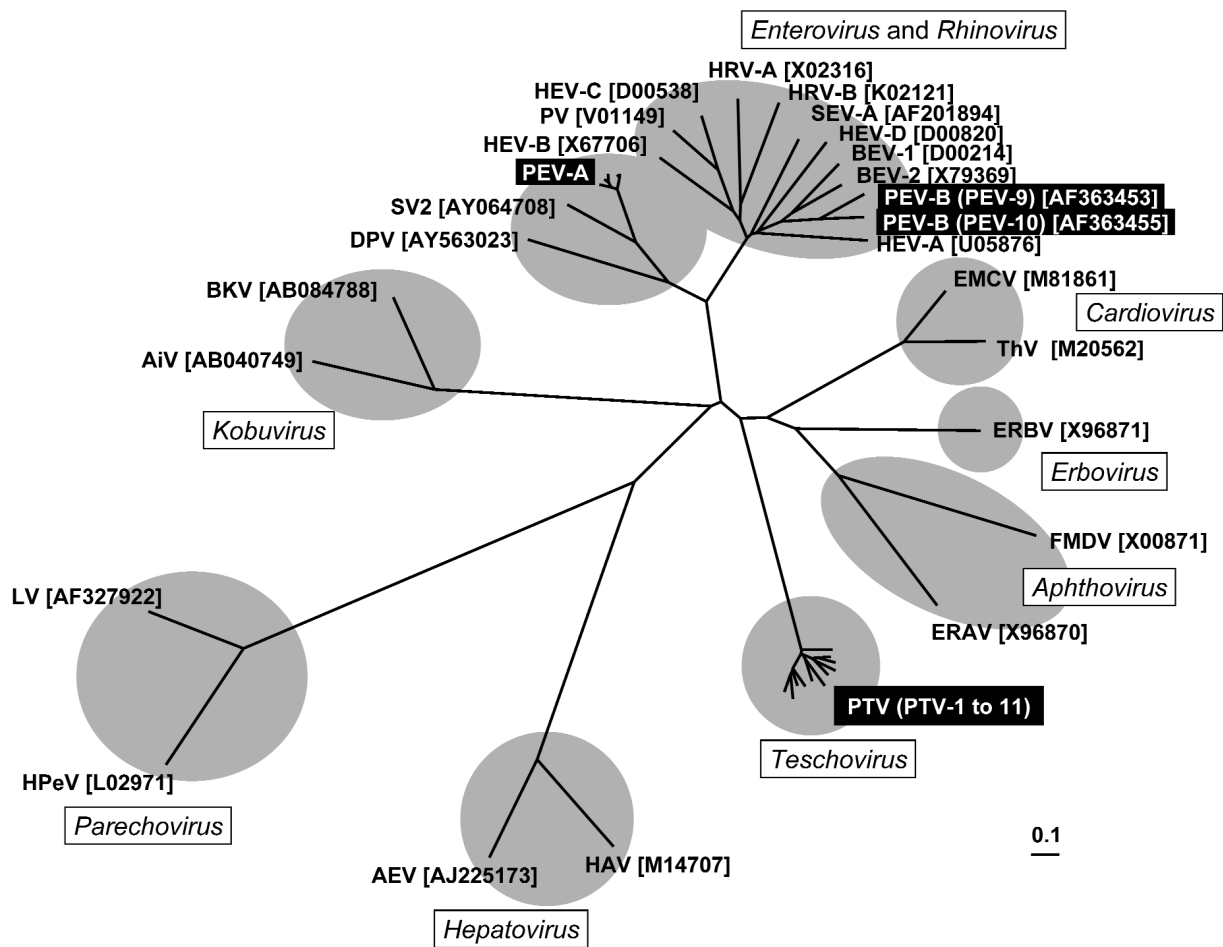 Enterovirus and Rhinovirus
HRV-A [X02316]
HEV-C [D00538]
HRV-B [K02121]
PV [V01149]
SEV-A [AF201894]
HEV-D [D00820]
HEV-B [X67706]
BEV-1 [D00214]
PEV-A
BEV-2 [X79369]
PEV-B (PEV-9) [AF363453]
SV2 [AY064708]
PEV-B (PEV-10) [AF363455]
DPV [AY563023]
HEV-A [U05876]
EMCV [M81861]
BKV [AB084788]
Cardiovirus
ThV [M20562]
AiV [AB040749]
Kobuvirus
ERBV [X96871]
Erbovirus
FMDV [X00871]
Aphthovirus
LV [AF327922]
ERAV [X96870]
PTV (PTV-1 to 11)
Teschovirus
HPeV [L02971]
Parechovirus
0.1
HAV [M14707]
AEV [AJ225173]
Hepatovirus